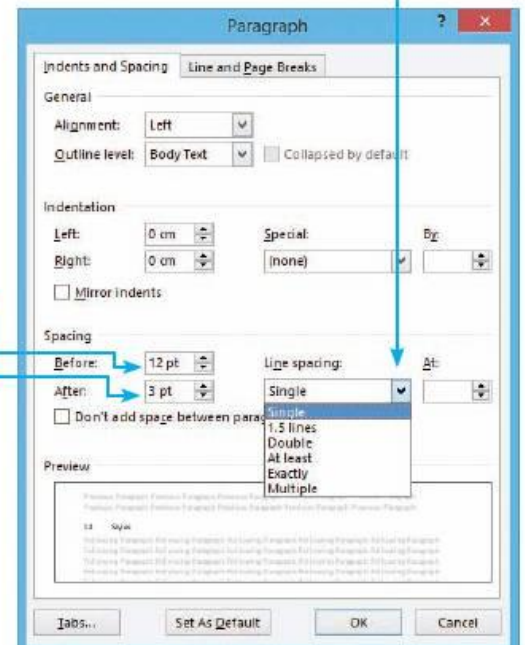 Paragraph ?
Indents and Spacing Line and Page Breaks
General
Alignment: Left
Outline level: Body Text Collapsed by default
Indentation
Left: 0 cm Special: By:
Right: 0 cm (none)
Mirror indents
Spacing
Before: 12 pt Line spacing: At:
After: 3 pt Single
Don't add space between
Single
1.5 lines
Double
At least
Exactly
Multiple
Preview
Styles
Tabs... Set As Default OK Cancel